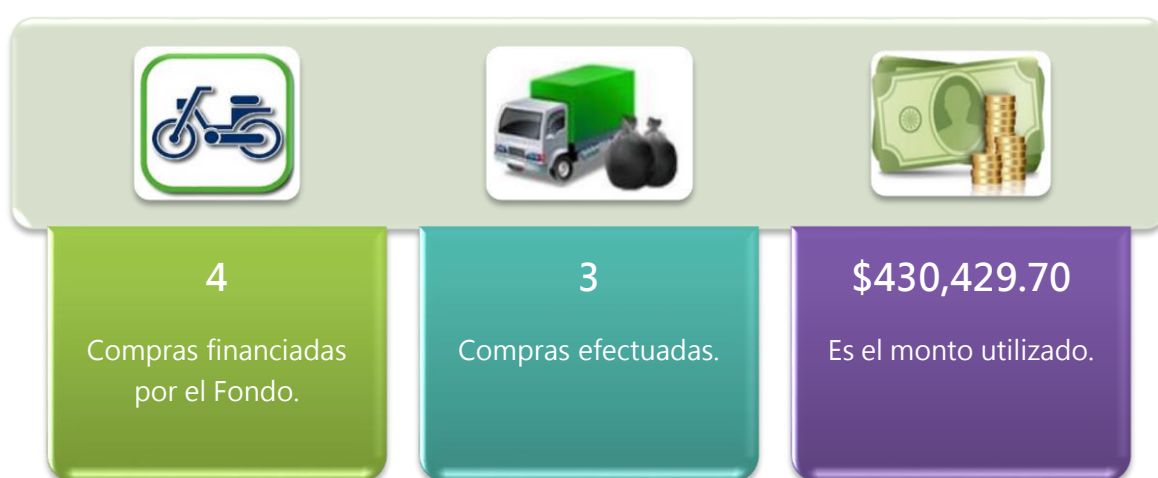 4
Compras financiadas
por el Fondo.
3
Compras efectuadas.
$430,429.70
Es el monto utilizado.